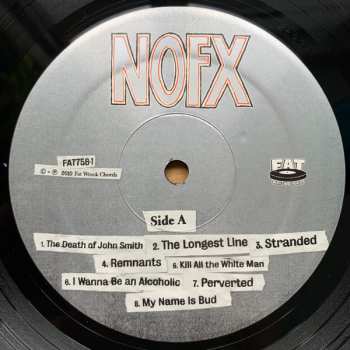 NOFX
FAT758-1
© + ℗ 2010 Fat Wreck Chords
FAT
Side A
1. The Death of John Smith 2. The Longest Line 3. Stranded
4. Remnants 5. Kill All the White Man
6. I Wanna Be an Alcoholic 7. Perverted
8. My Name Is Bud